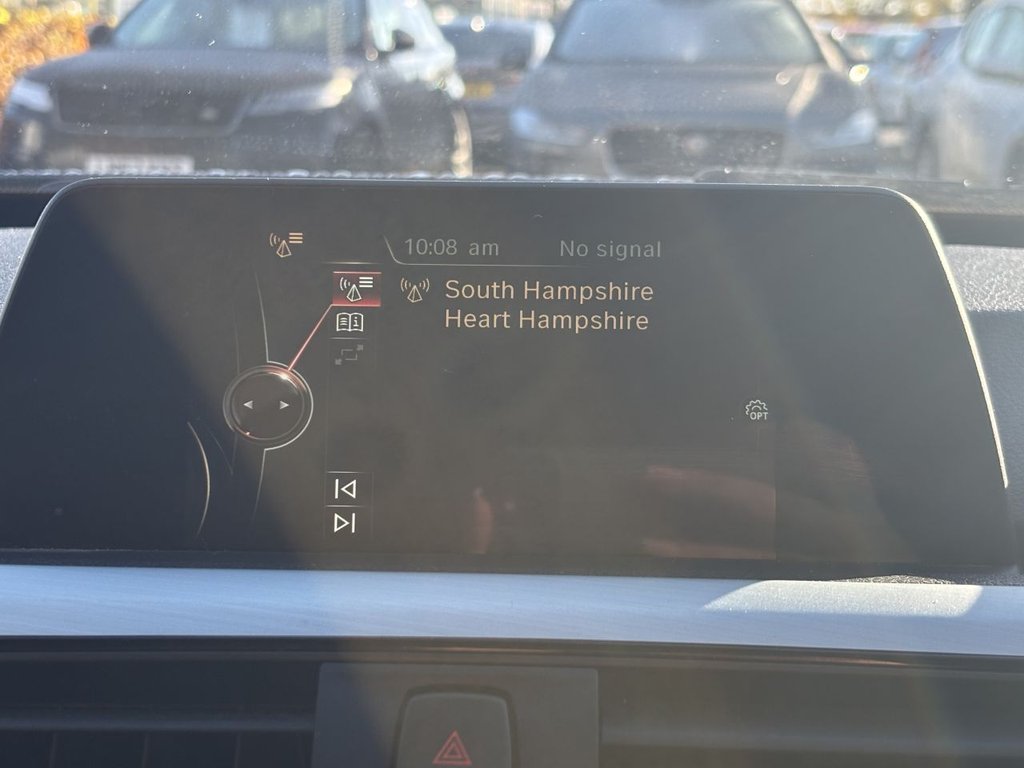 10:08 am No signal
South Hampshire
Heart Hampshire
OPT